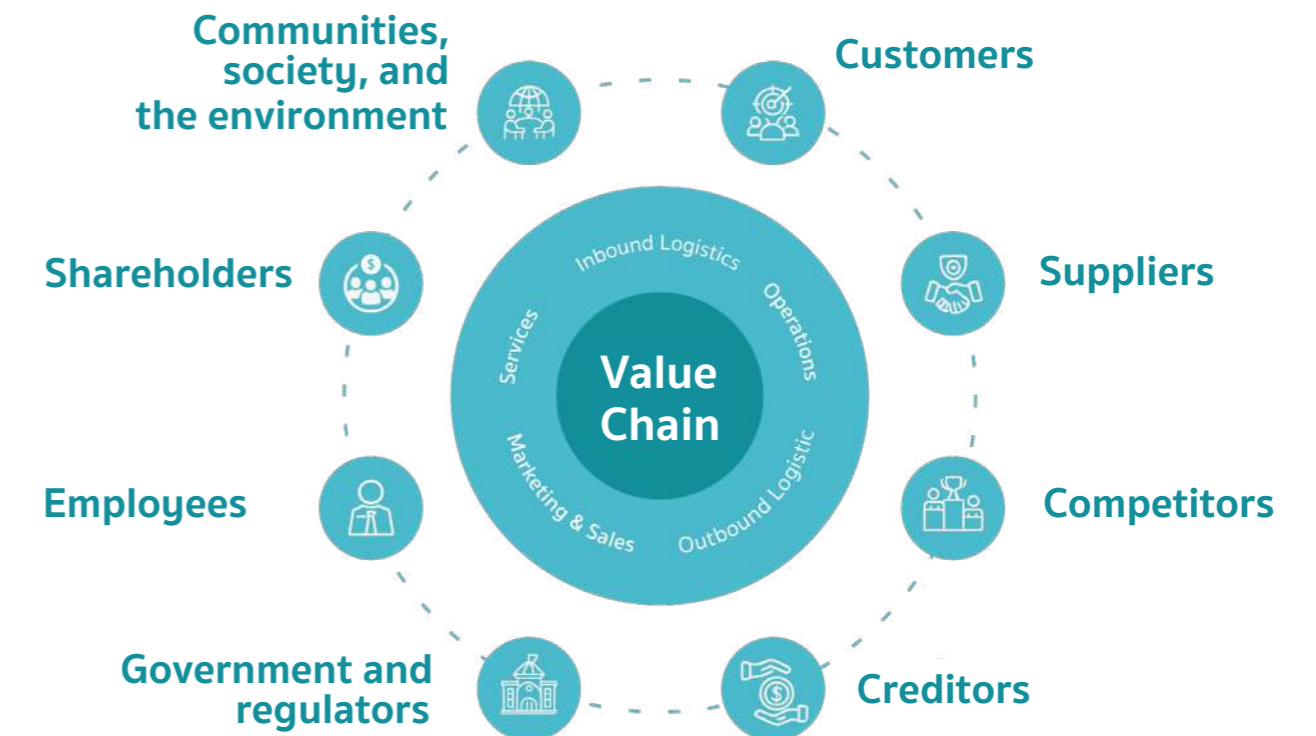 Communities,
society, and
the environment
Customers
Shareholders
Suppliers
Inbound Logistics
Operations
Services
Value
Chain
Marketing & Sales
Outbound Logistic
Employees
Competitors
Government and
regulators
Creditors